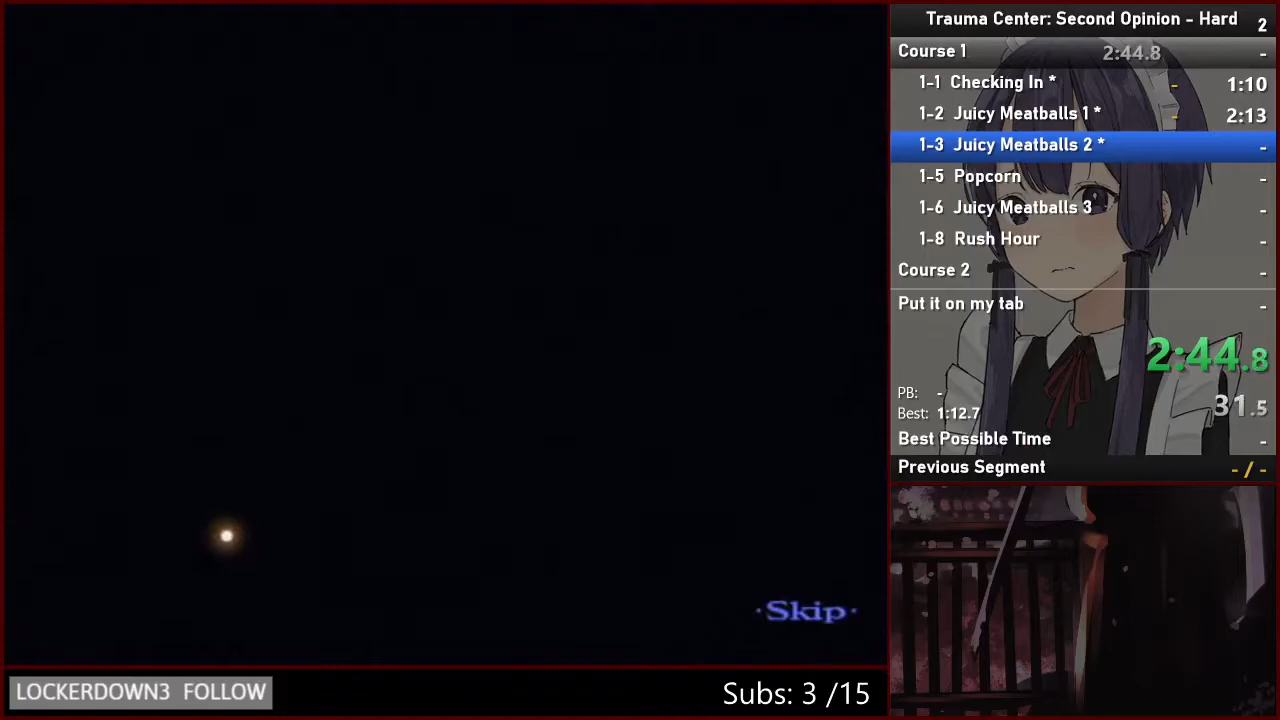 ·Skip·
LOCKERDOWN3 FOLLOW
Subs: 3 /15
Trauma Center: Second Opinion - Hard 2
Course 1 2:44.8 -
1-1 Checking In * - 1:10
1-2 Juicy Meatballs 1 * - 2:13
1-3 Juicy Meatballs 2 * -
1-5 Popcorn -
1-6 Juicy Meatballs 3 -
1-8 Rush Hour -
Course 2 -
Put it on my tab -
2:44.8
PB: -
31.5
Best: 1:12.7
Best Possible Time -
Previous Segment - / -